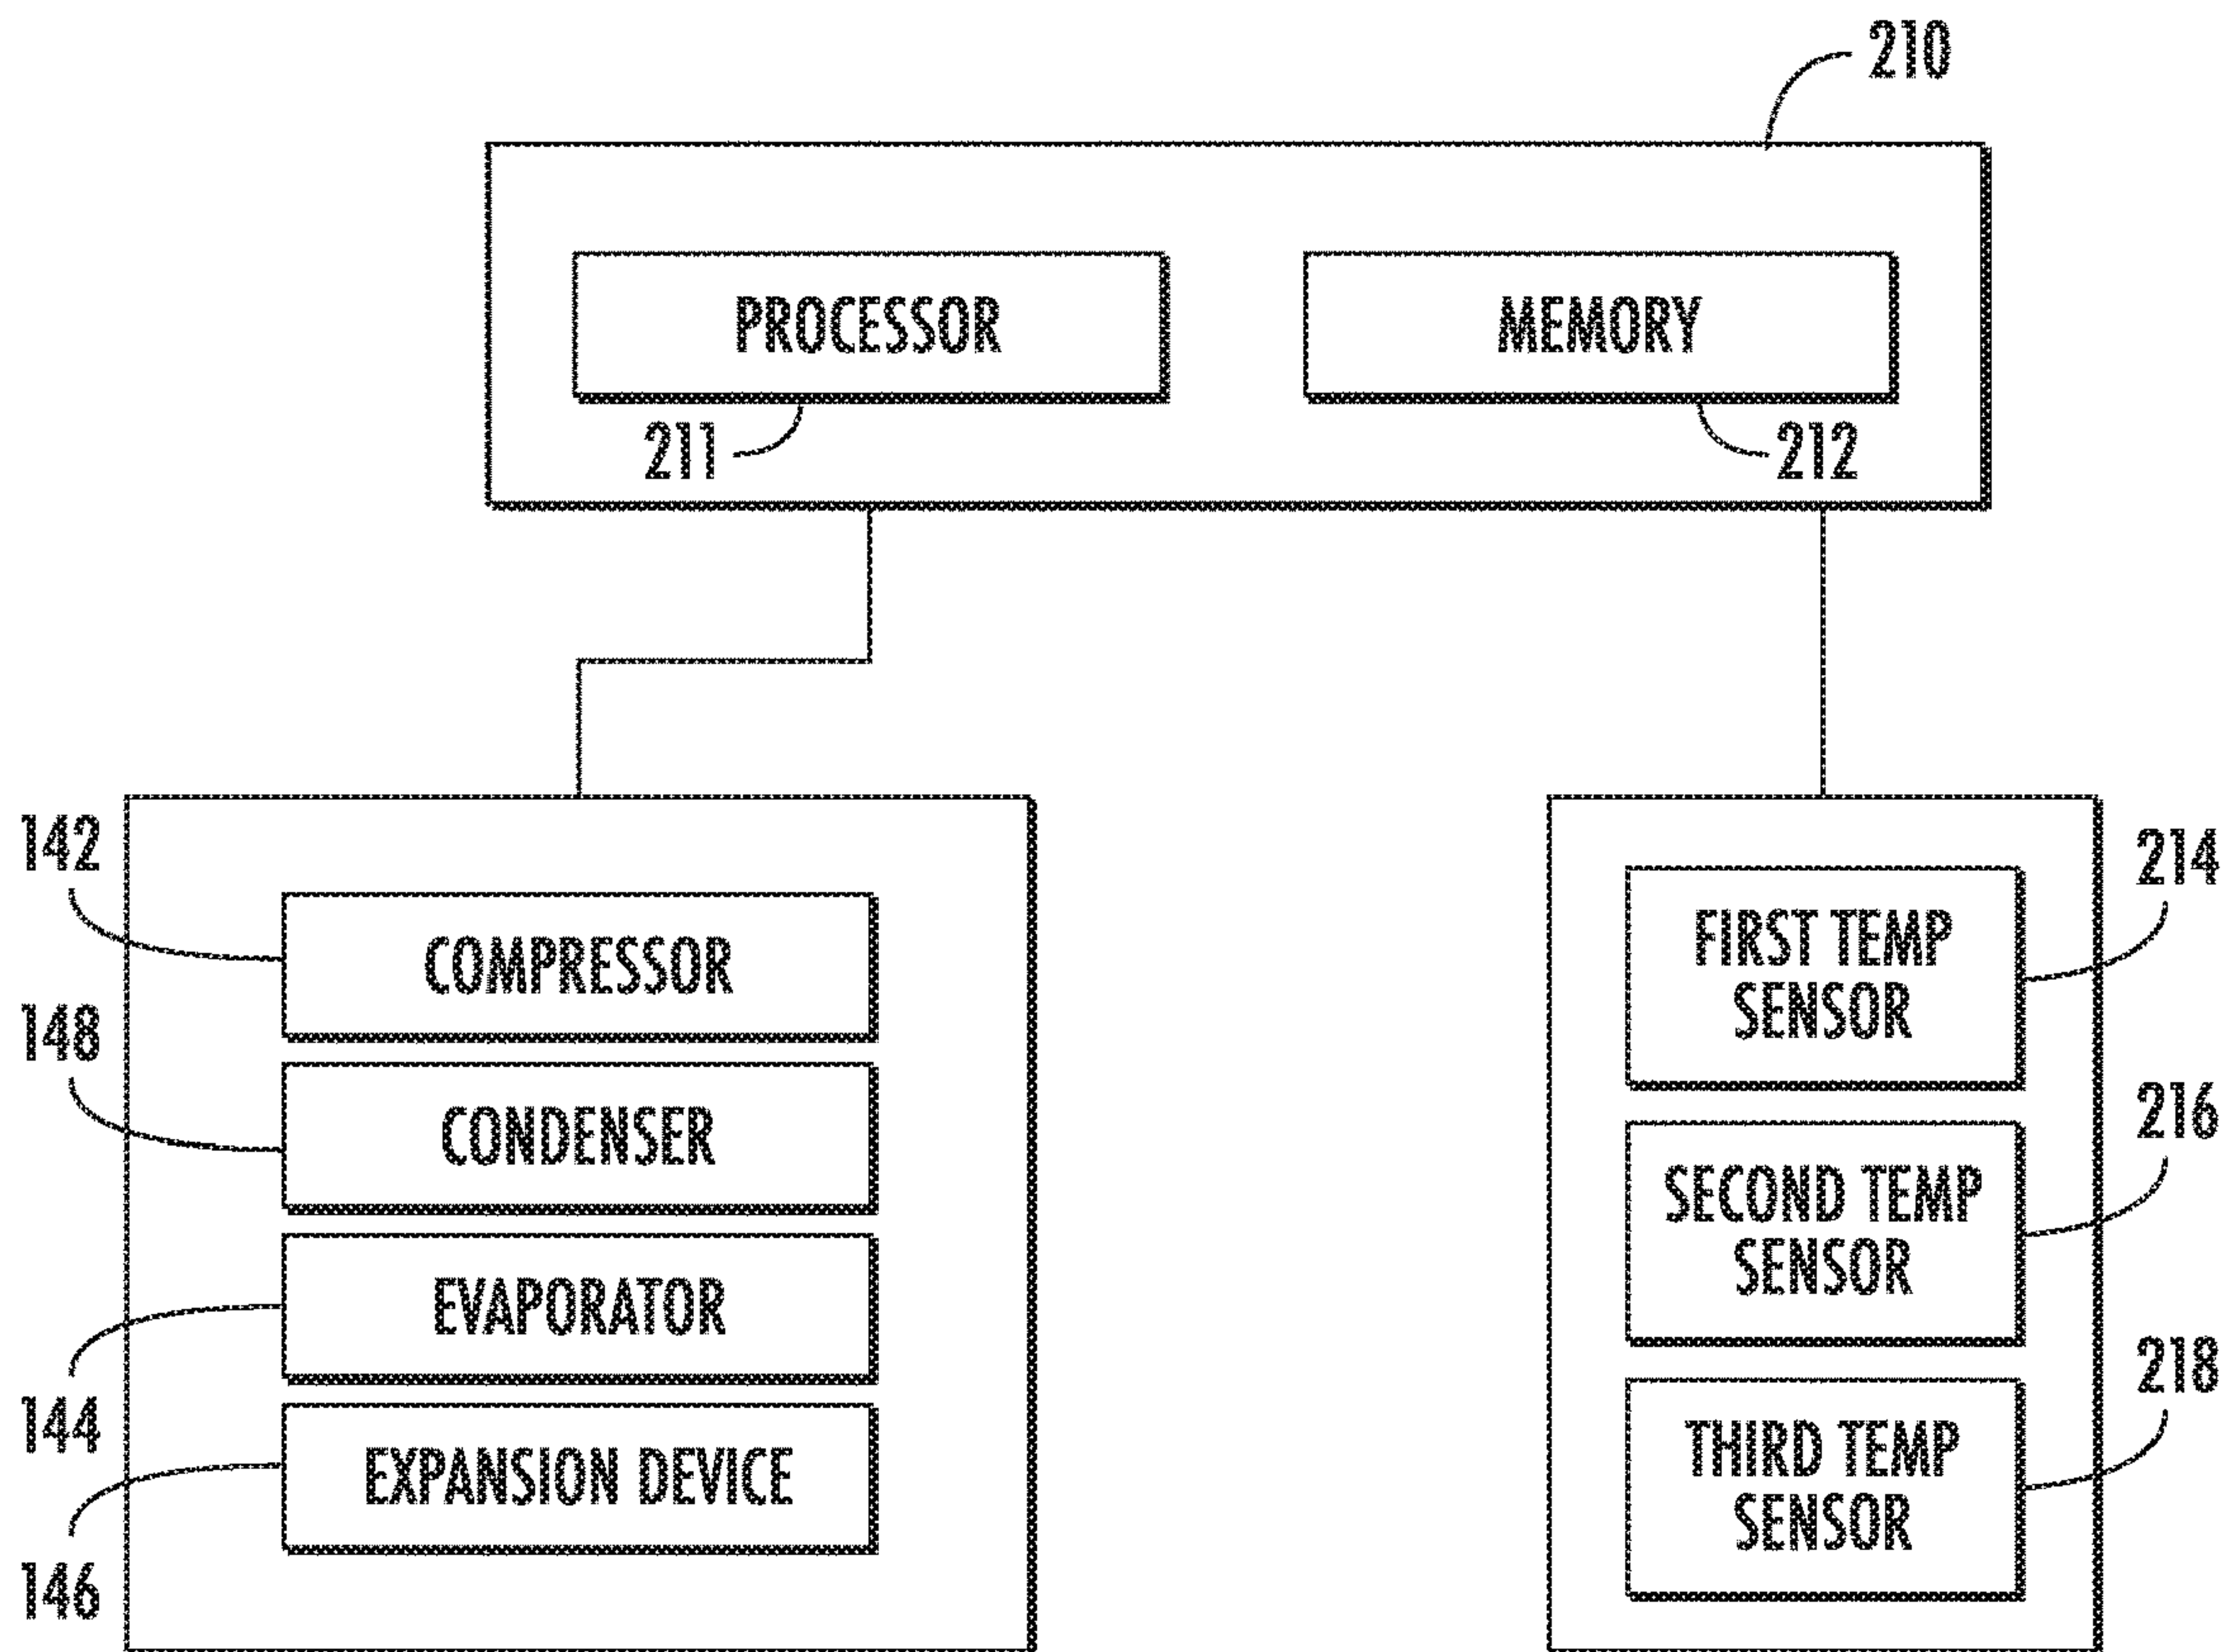 210
PROCESSOR
MEMORY
211
212
142
COMPRESSOR
148
CONDENSER
EVAPORATOR
144
EXPANSION DEVICE
146
214
FIRST TEMP
SENSOR
216
SECOND TEMP
SENSOR
218
THIRD TEMP
SENSOR